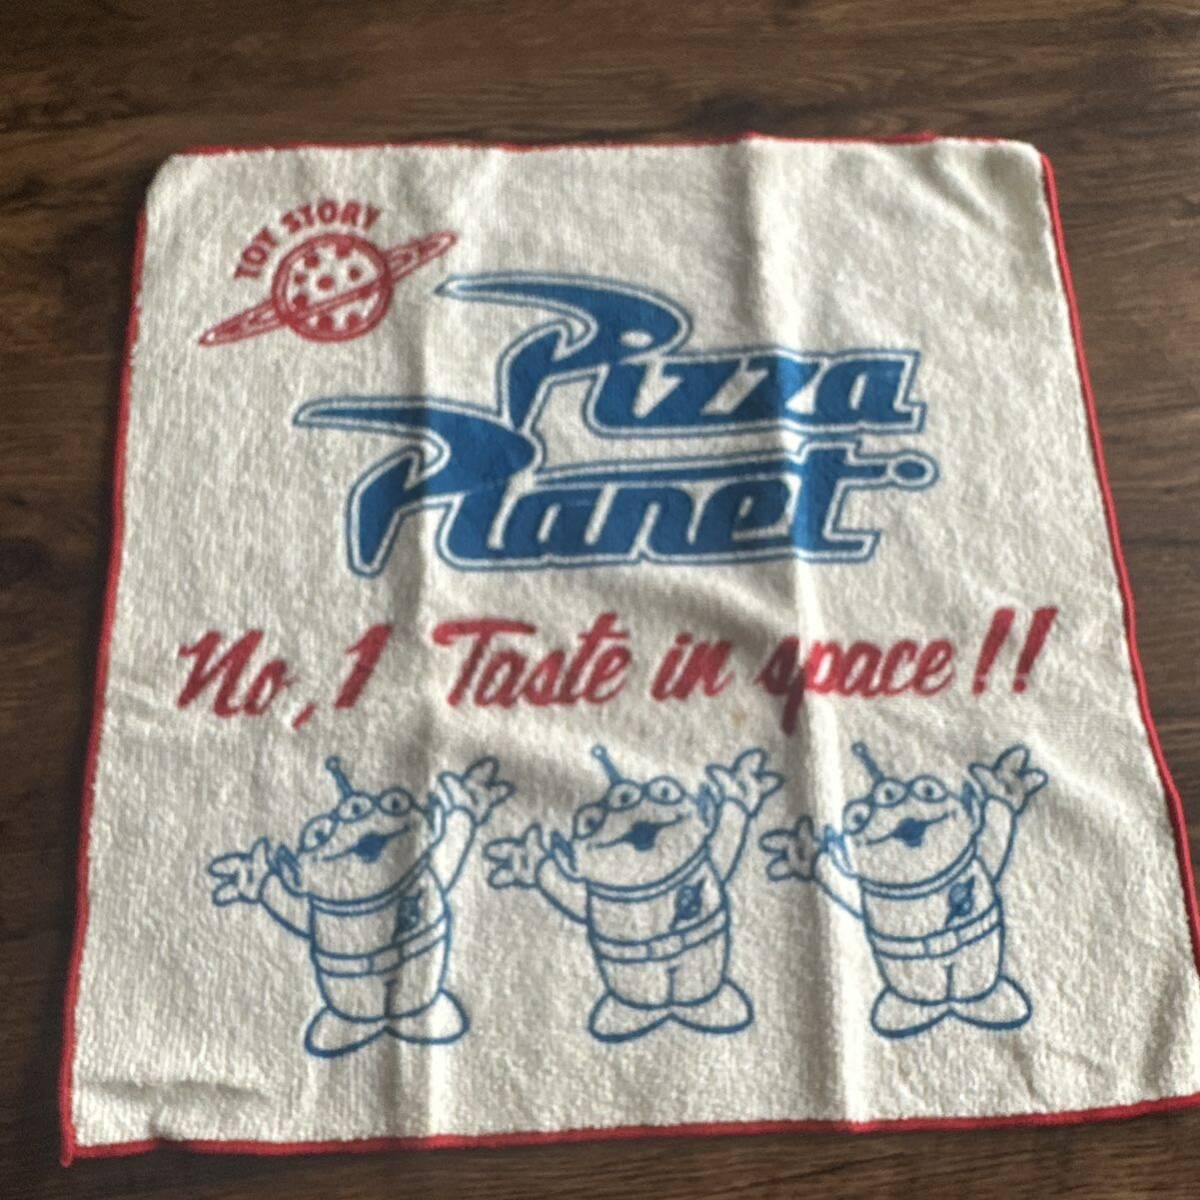 TOY STORY
Pizza
Planet
No,1 Taste in space!!